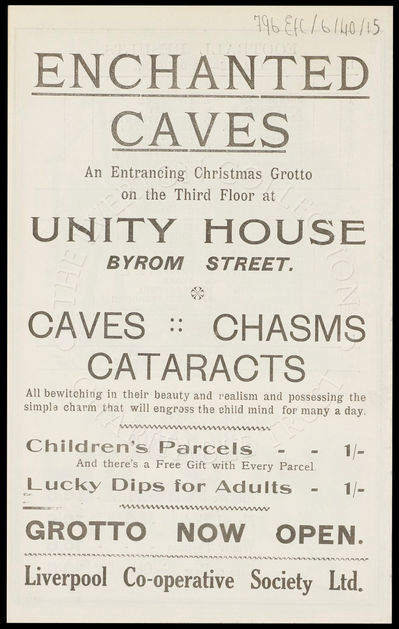 796 EFC/6/40/15
ENCHANTED
CAVES
An Entrancing Christmas Grotto
on the Third Floor at
UNITY HOUSE
BYROM STREET.
CAVES :: CHASMS
CATARACTS
All bewitching in their beauty and realism and possessing the
simple charm that will engross the child mind for many a day.
Children's Parcels - - 1/-
And there's a Free Gift with Every Parcel
Lucky Dips for Adults - 1/-
GROTTO NOW OPEN.
Liverpool Co-operative Society Ltd.